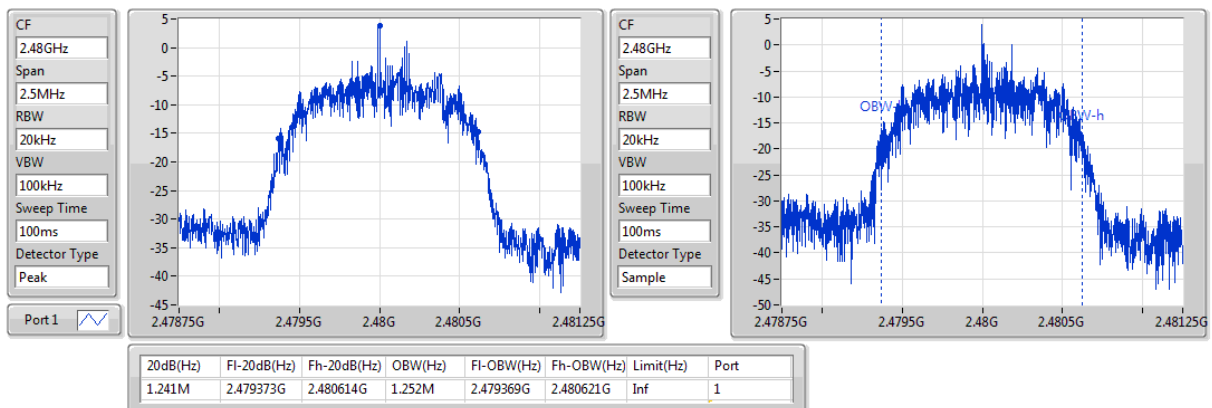 CF
2.48GHz
Span
2.5MHz
RBW
20kHz
VBW
100kHz
Sweep Time
100ms
Detector Type
Peak
Port 1
5
0
-5
-10
-15
-20
-25
-30
-35
-40
-45
2.47875G 2.4795G 2.48G 2.4805G 2.48125G
CF
2.48GHz
Span
2.5MHz
RBW
20kHz
VBW
100kHz
Sweep Time
100ms
Detector Type
Sample
5
0
-5
-10
-15
-20
-25
-30
-35
-40
-45
-50
OBW-
W-h
2.47875G 2.4795G 2.48G 2.4805G 2.48125G
20dB(Hz) Fl-20dB(Hz) Fh-20dB(Hz) OBW(Hz) Fl-OBW(Hz) Fh-OBW(Hz) Limit(Hz) Port
1.241M 2.479373G 2.480614G 1.252M 2.479369G 2.480621G Inf 1